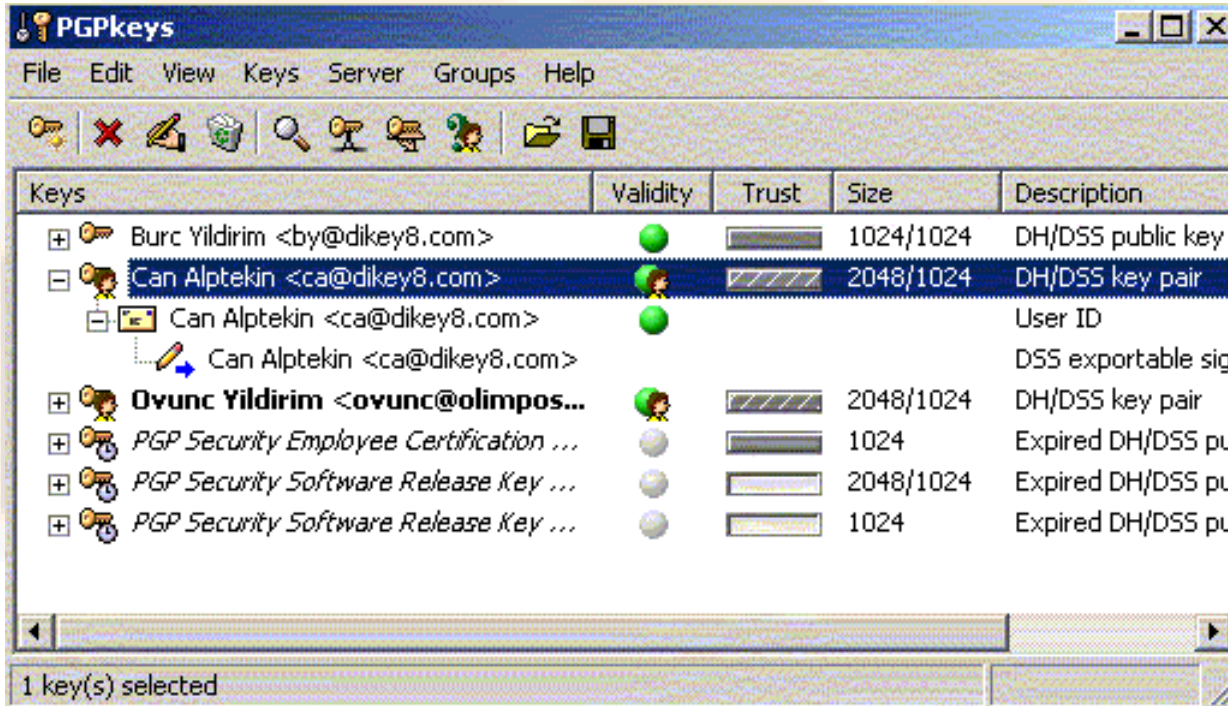 PGPkeys
File Edit View Keys Server Groups Help
Keys Validity Trust Size Description
Burc Yildirim <by@dikey8.com> 1024/1024 DH/DSS public key
Can Alptekin <ca@dikey8.com> 2048/1024 DH/DSS key pair
Can Alptekin <ca@dikey8.com> User ID
Can Alptekin <ca@dikey8.com> DSS exportable sig
Ovunc Yildirim <ovunc@olimpos... 2048/1024 DH/DSS key pair
PGP Security Employee Certification ... 1024 Expired DH/DSS pu
PGP Security Software Release Key ... 2048/1024 Expired DH/DSS pu
PGP Security Software Release Key ... 1024 Expired DH/DSS pu
1 key(s) selected